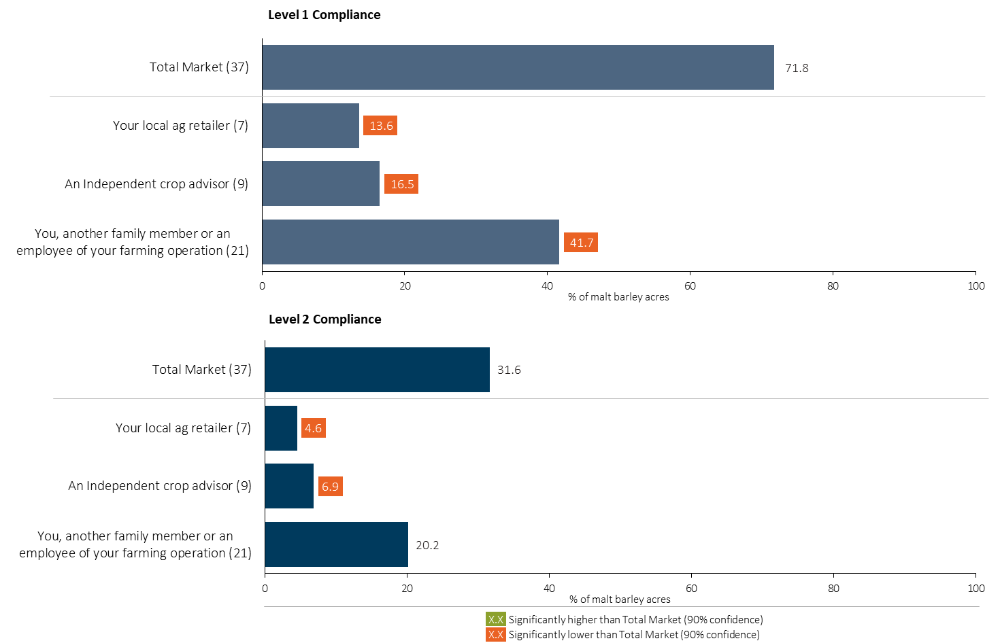 Level 1 Compliance
Total Market (37)
71.8
Your local ag retailer (7)
13.6
An Independent crop advisor (9)
16.5
You, another family member or an
employee of your farming operation (21)
41.7
0 20 40 60 80 100
% of malt barley acres
Level 2 Compliance
Total Market (37)
31.6
Your local ag retailer (7)
4.6
An Independent crop advisor (9)
6.9
You, another family member or an
employee of your farming operation (21)
20.2
0 20 40 60 80 100
% of malt barley acres
X.X Significantly higher than Total Market (90% confidence)
X.X Significantly lower than Total Market (90% confidence)